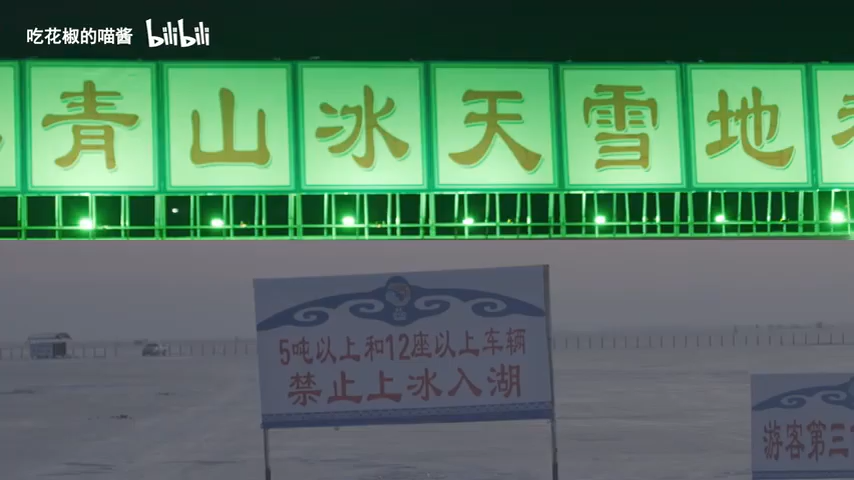 吃花椒的喵酱 bilibili
青山冰天雪地
5吨以上和12座以上车辆
禁止上冰入湖
游客第三